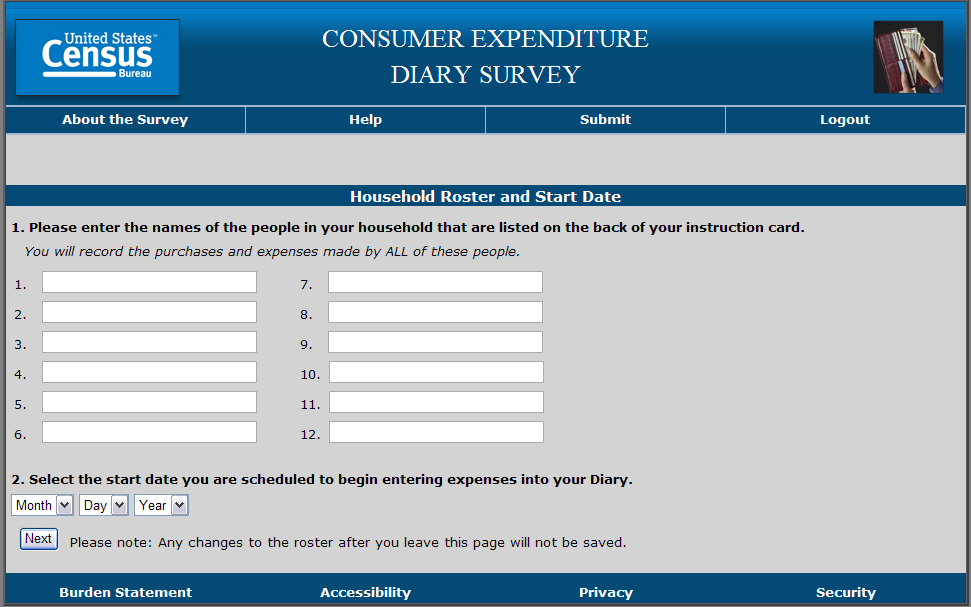 United States™
Census
Bureau
CONSUMER EXPENDITURE
DIARY SURVEY
About the Survey
Help
Submit
Logout
Household Roster and Start Date
1. Please enter the names of the people in your household that are listed on the back of your instruction card.
You will record the purchases and expenses made by ALL of these people.
1.
7.
2.
8.
3.
9.
4.
10.
5.
11.
6.
12.
2. Select the start date you are scheduled to begin entering expenses into your Diary.
Month Day Year
Next Please note: Any changes to the roster after you leave this page will not be saved.
Burden Statement
Accessibility
Privacy
Security